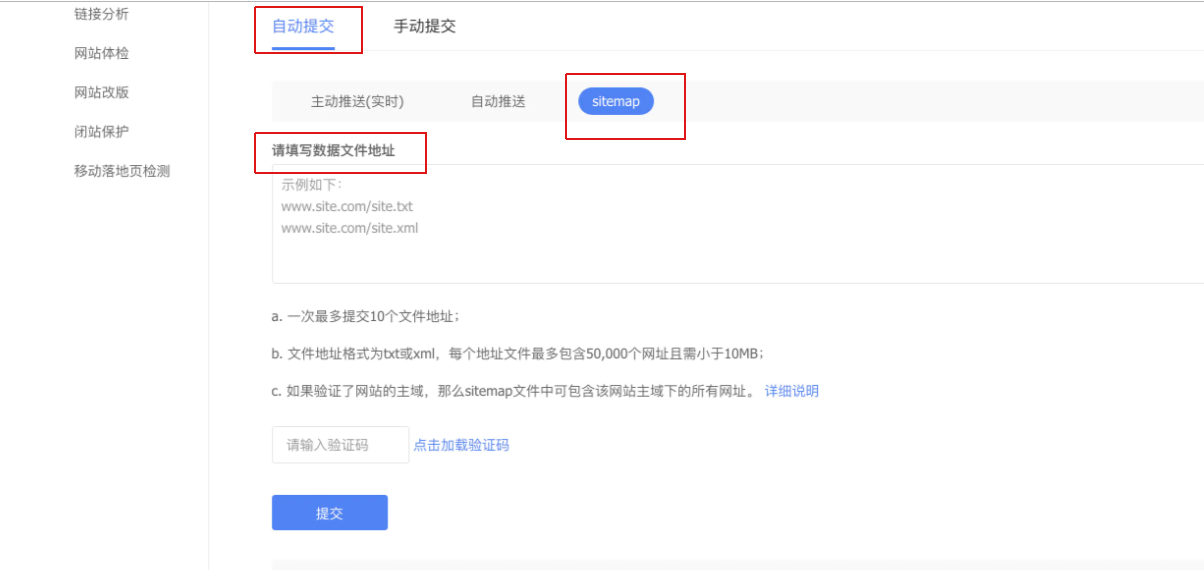 链接分析
网站体检
网站改版
闭站保护
移动落地页检测
自动提交 手动提交
主动推送(实时) 自动推送 sitemap
请填写数据文件地址
示例如下：
www.site.com/site.txt
www.site.com/site.xml
a. 一次最多提交10个文件地址；
b. 文件地址格式为txt或xml，每个地址文件最多包含50,000个网址且需小于10MB；
c. 如果验证了网站的主域，那么sitemap文件中可包含该网站主域下的所有网址。 详细说明
请输入验证码 点击加载验证码
提交